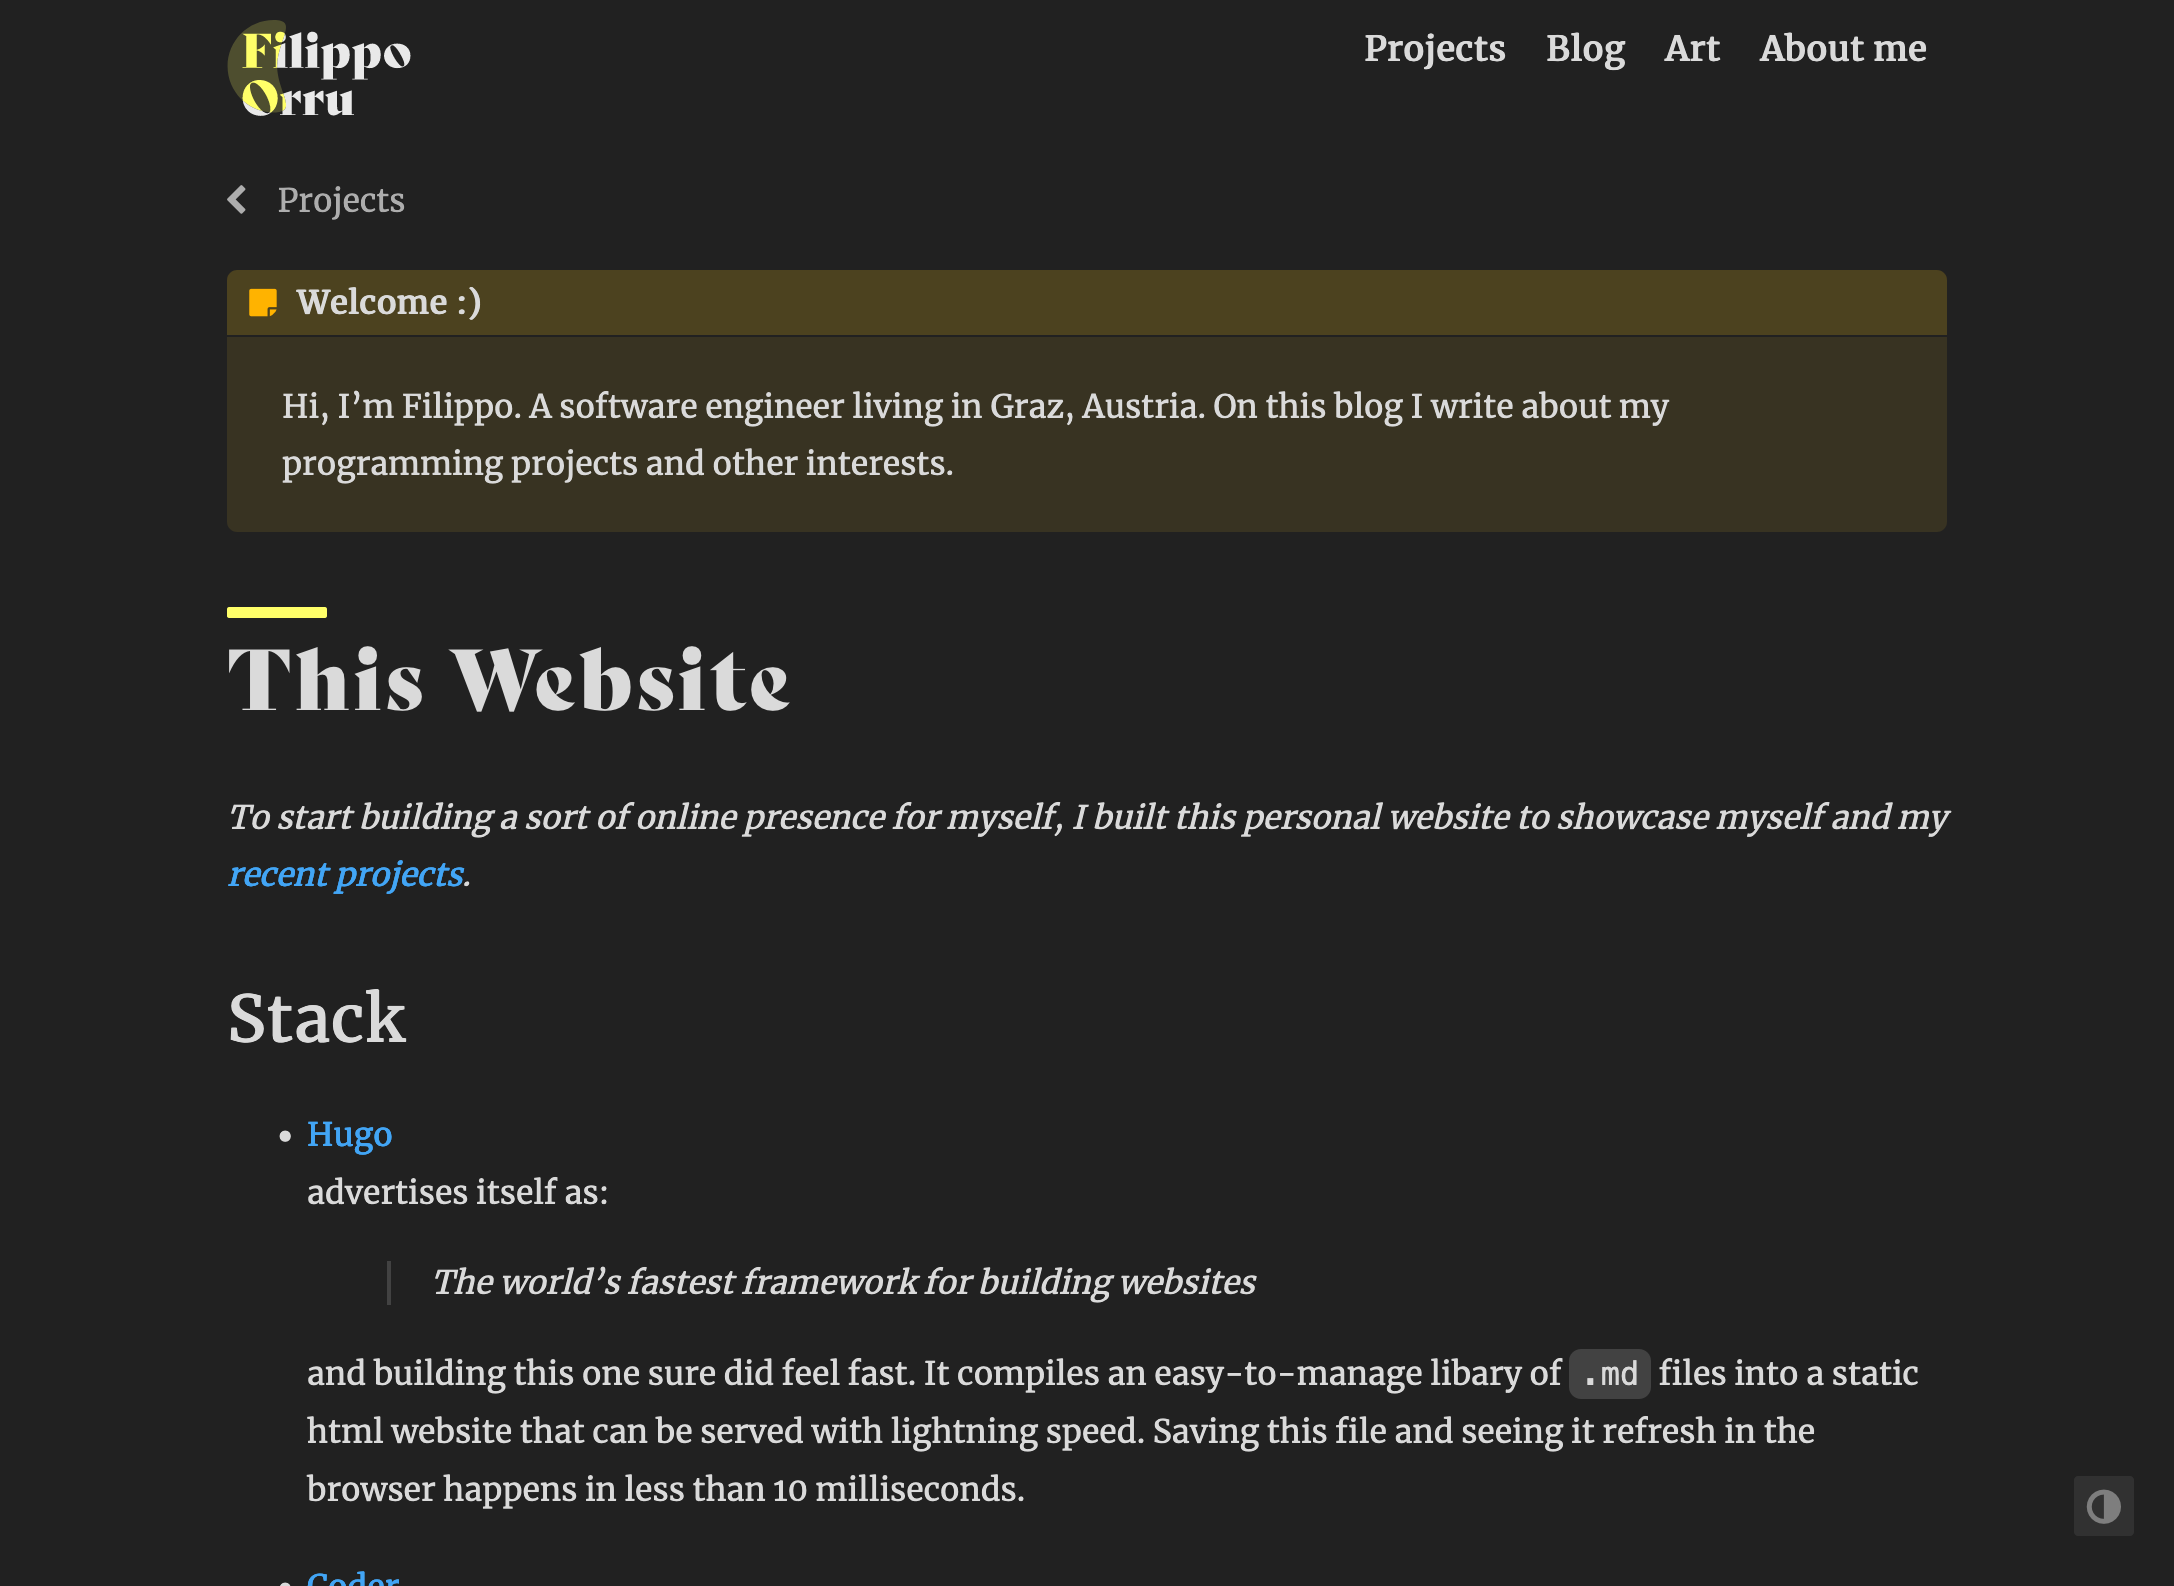 Filippo
Orru
Projects Blog Art About me
Projects
Welcome :)
Hi, I’m Filippo. A software engineer living in Graz, Austria. On this blog I write about my
programming projects and other interests.
This Website
To start building a sort of online presence for myself, I built this personal website to showcase myself and my
recent projects.
Stack
• Hugo
advertises itself as:
The world’s fastest framework for building websites
and building this one sure did feel fast. It compiles an easy-to-manage libary of .md files into a static
html website that can be served with lightning speed. Saving this file and seeing it refresh in the
browser happens in less than 10 milliseconds.
• Coder